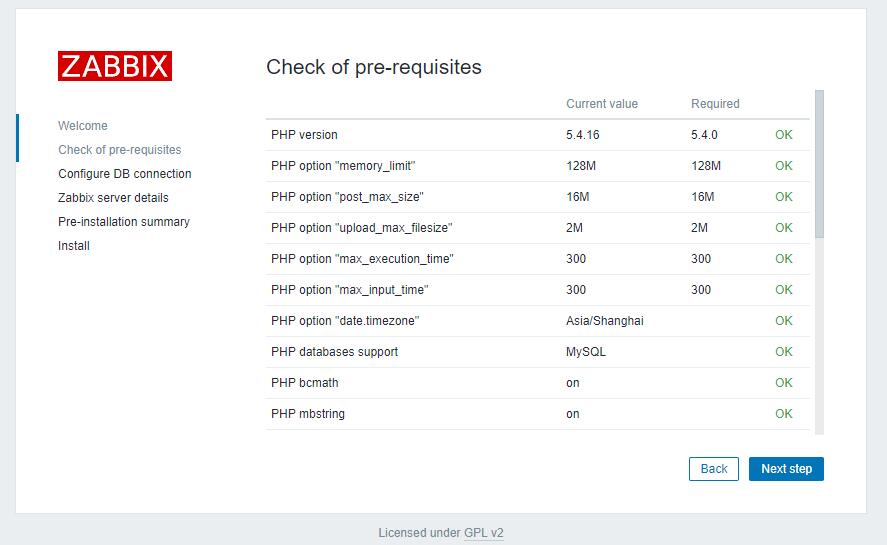 ZABBIX
Welcome
Check of pre-requisites
Configure DB connection
Zabbix server details
Pre-installation summary
Install
Check of pre-requisites
Current value Required
PHP version 5.4.16 5.4.0 OK
PHP option "memory_limit" 128M 128M OK
PHP option "post_max_size" 16M 16M OK
PHP option "upload_max_filesize" 2M 2M OK
PHP option "max_execution_time" 300 300 OK
PHP option "max_input_time" 300 300 OK
PHP option "date.timezone" Asia/Shanghai OK
PHP databases support MySQL OK
PHP bcmath on OK
PHP mbstring on OK
Back Next step
Licensed under GPL v2